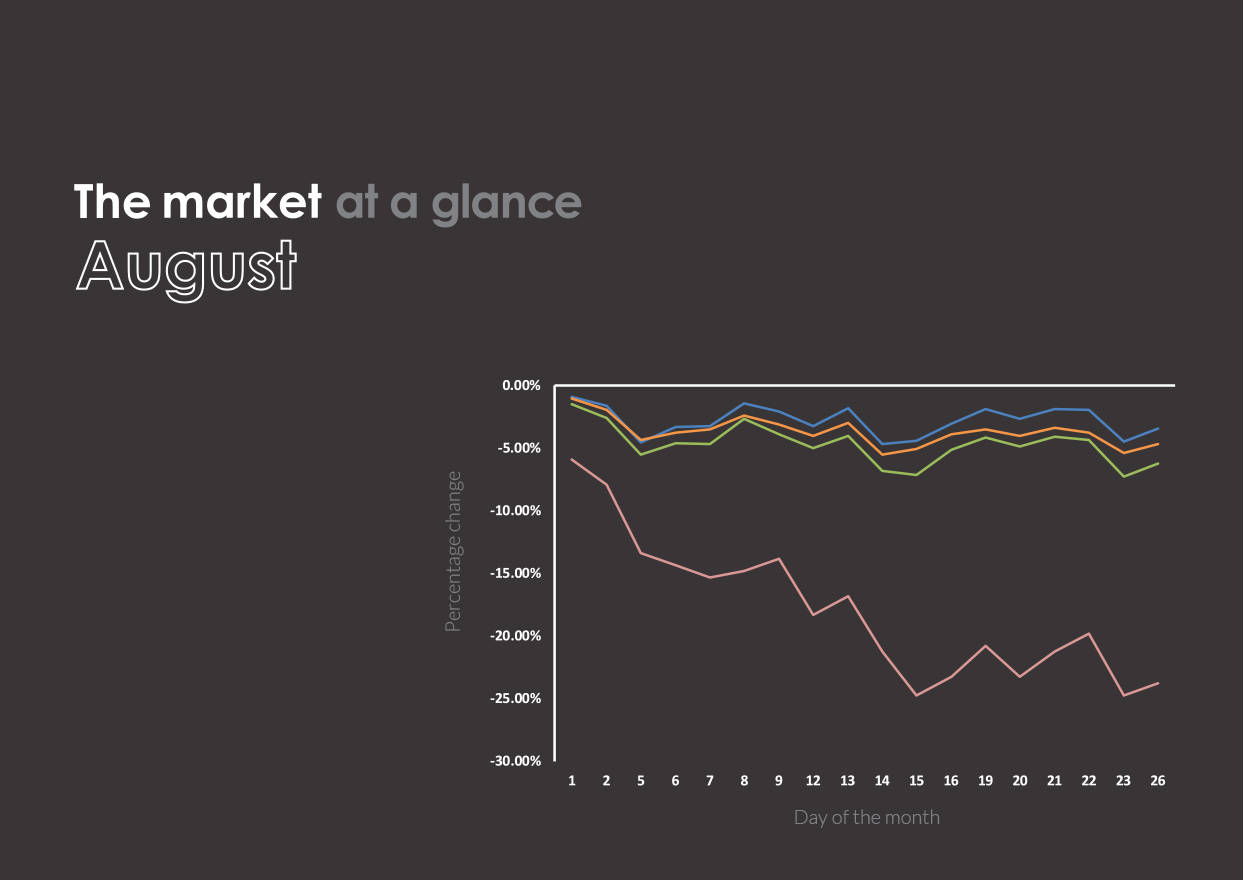 The market at a glance
August
0.00%
-5.00%
-10.00%
-15.00%
-20.00%
-25.00%
-30.00%
Percentage change
1 2 5 6 7 8 9 12 13 14 15 16 19 20 21 22 23 26
Day of the month